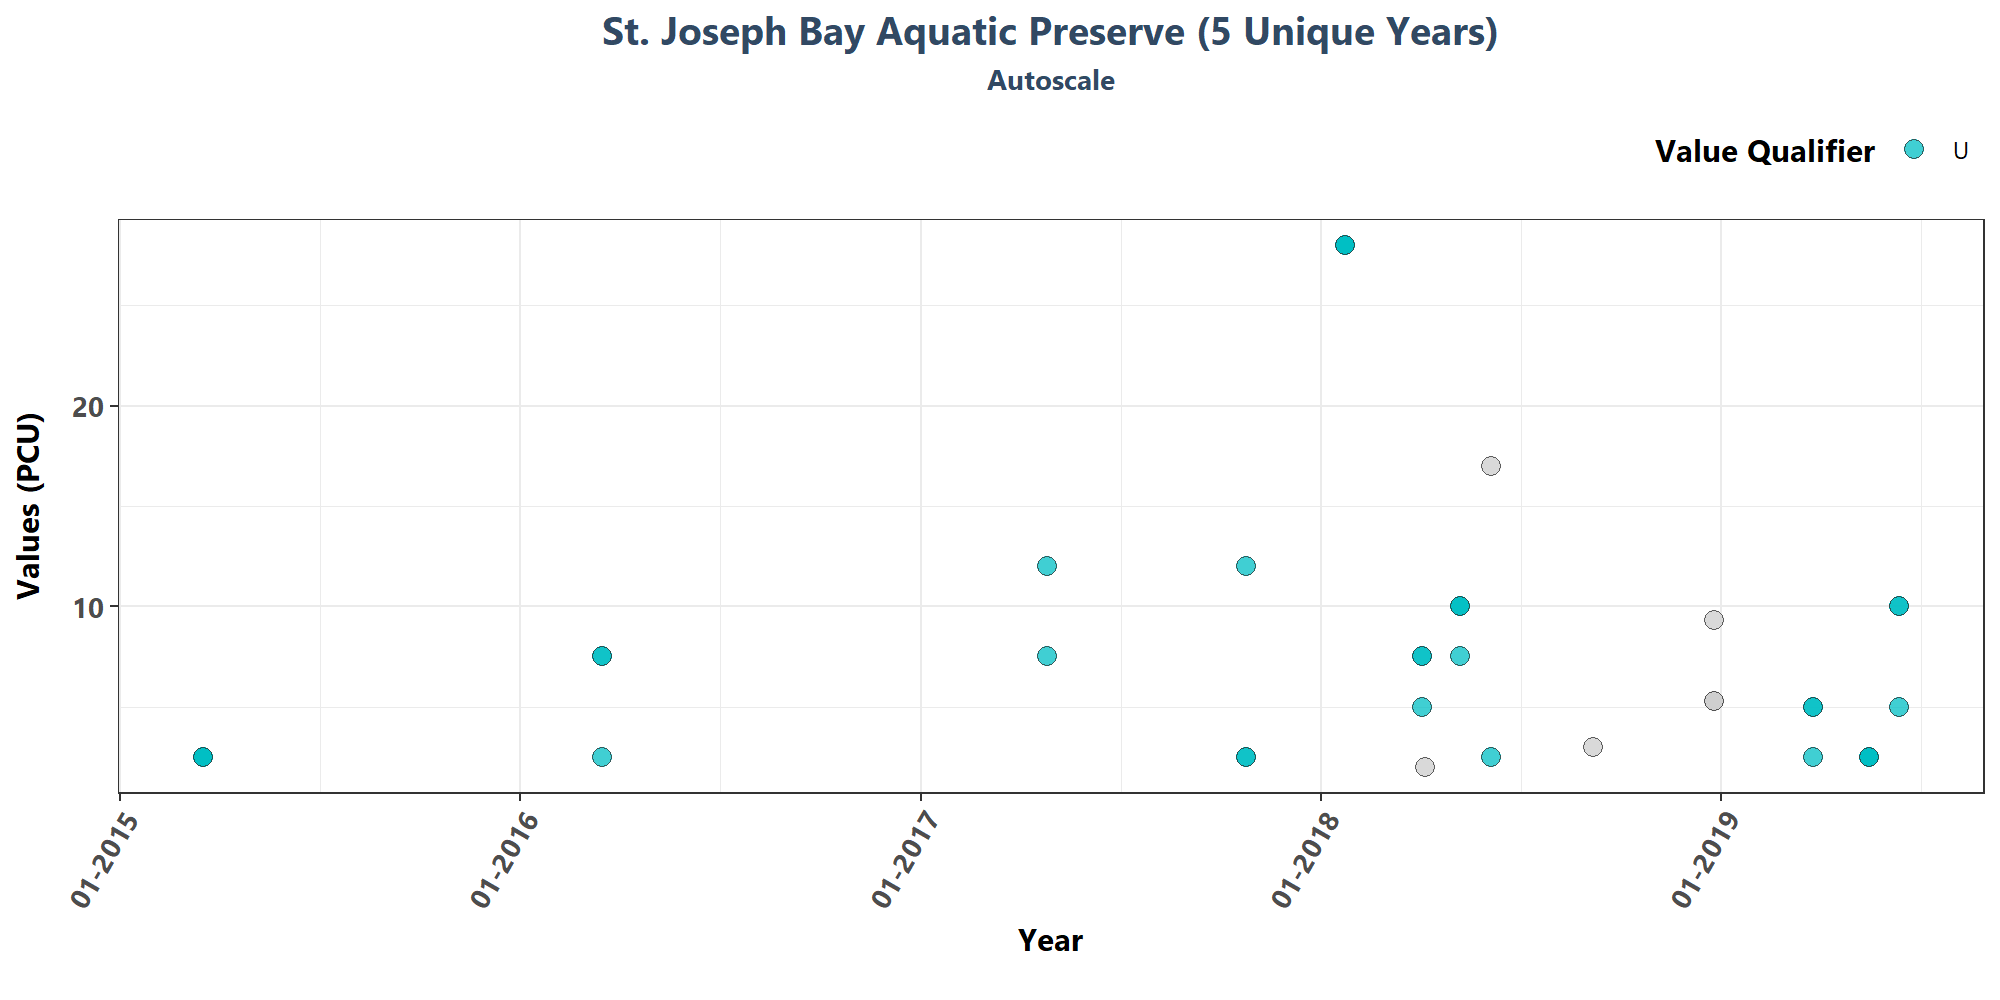 St. Joseph Bay Aquatic Preserve (5 Unique Years)
Autoscale
Value Qualifier U
Values (PCU)
20
10
01-2015
01-2016
01-2017
01-2018
01-2019
Year